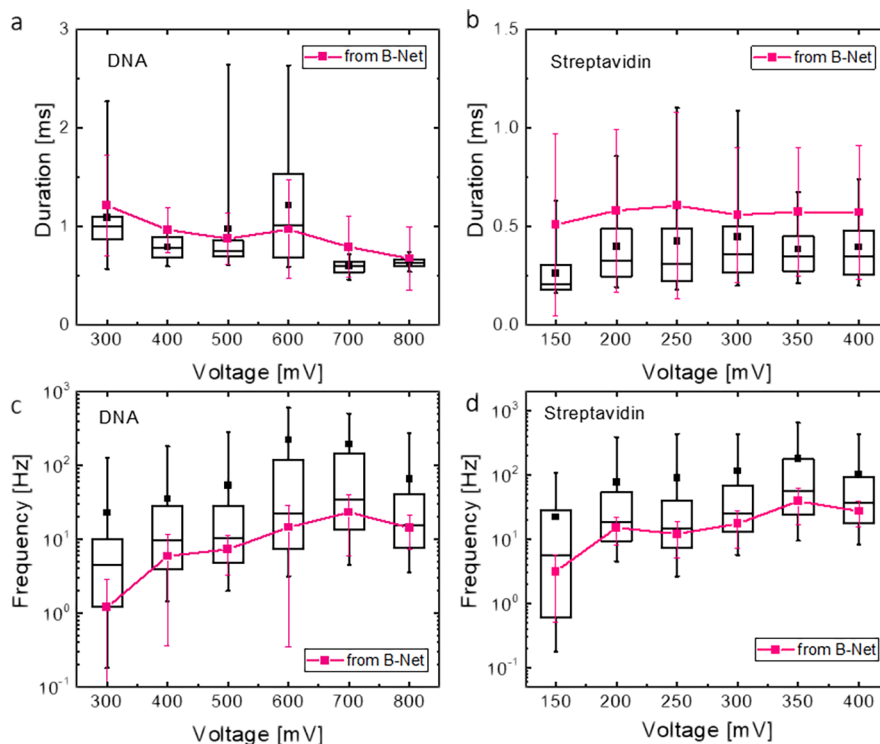 a
DNA
from B-Net
Duration [ms]
3
2
1
0
300 400 500 600 700 800
Voltage [mV]
b
Streptavidin
from B-Net
Duration [ms]
1.5
1.0
0.5
0.0
150 200 250 300 350 400
Voltage [mV]
c
DNA
from B-Net
Frequency [Hz]
10³
10²
10¹
10⁰
10⁻¹
300 400 500 600 700 800
Voltage [mV]
d
Streptavidin
from B-Net
Frequency [Hz]
10³
10²
10¹
10⁰
10⁻¹
150 200 250 300 350 400
Voltage [mV]